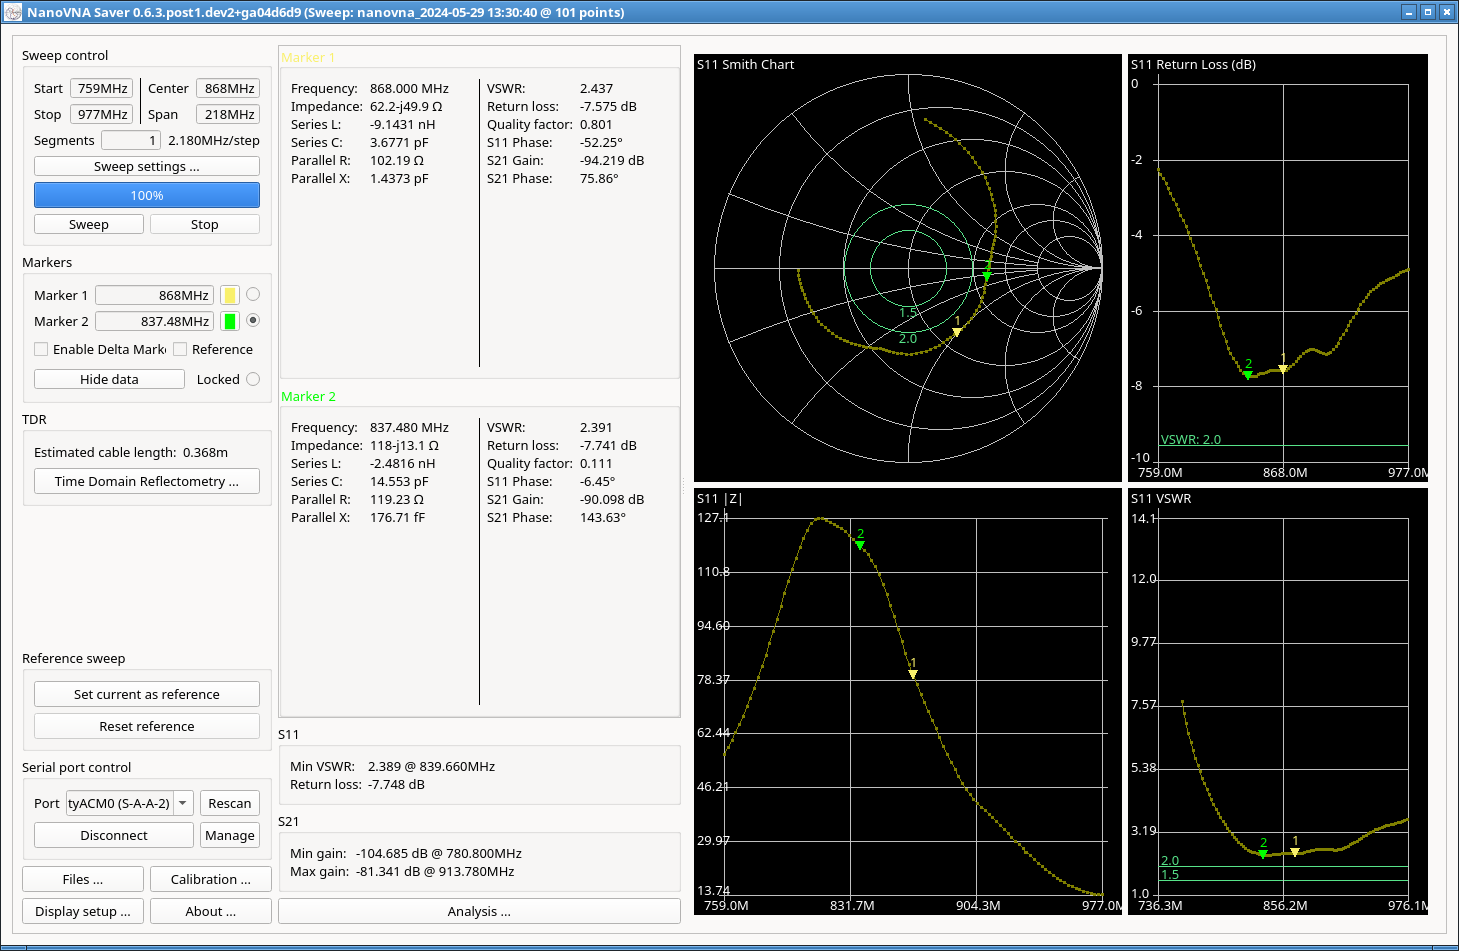 NanoVNA Saver 0.6.3.post1.dev2+ga04d6d9 (Sweep: nanovna_2024-05-29 13:30:40 @ 101 points)
Sweep control
Start 759MHz Center 868MHz
Stop 977MHz Span 218MHz
Segments 1 2.180MHz/step
Sweep settings ...
100%
Sweep Stop
Markers
Marker 1 868MHz
Marker 2 837.48MHz
Enable Delta Mark Reference
Hide data Locked
TDR
Estimated cable length: 0.368m
Time Domain Reflectometry ...
Reference sweep
Set current as reference
Reset reference
Serial port control
Port tyACM0 (S-A-A-2) Rescan
Disconnect Manage
Files ... Calibration ...
Display setup ... About ...
Marker 1
Frequency: 868.000 MHz
Impedance: 62.2-j49.9 Ω
Series L: -9.1431 nH
Series C: 3.6771 pF
Parallel R: 102.19 Ω
Parallel X: 1.4373 pF
VSWR: 2.437
Return loss: -7.575 dB
Quality factor: 0.801
S11 Phase: -52.25°
S21 Gain: -94.219 dB
S21 Phase: 75.86°
Marker 2
Frequency: 837.480 MHz
Impedance: 118-j13.1 Ω
Series L: -2.4816 nH
Series C: 14.553 pF
Parallel R: 119.23 Ω
Parallel X: 176.71 fF
VSWR: 2.391
Return loss: -7.741 dB
Quality factor: 0.111
S11 Phase: -6.45°
S21 Gain: -90.098 dB
S21 Phase: 143.63°
S11
Min VSWR: 2.389 @ 839.660MHz
Return loss: -7.748 dB
S21
Min gain: -104.685 dB @ 780.800MHz
Max gain: -81.341 dB @ 913.780MHz
Analysis ...
S11 Smith Chart
2
1
1.5
2.0
S11 Return Loss (dB)
0
-2
-4
-6
2 1
-8
VSWR: 2.0
-10
759.0M 868.0M 977.0M
S11 |Z|
127.1
2
110.8
94.60
1
78.37
62.44
46.21
29.97
13.74
759.0M 831.7M 904.3M 977.0M
S11 VSWR
14.1
12.0
9.77
7.57
5.38
3.19
2 1
2.0
1.5
1.0
736.3M 856.2M 976.1M